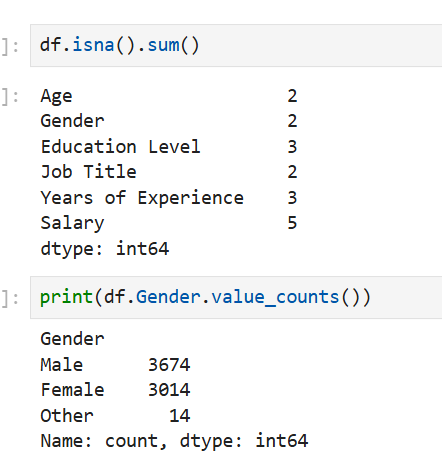 ]: df.isna().sum()
]: Age 2
Gender 2
Education Level 3
Job Title 2
Years of Experience 3
Salary 5
dtype: int64
]: print(df.Gender.value_counts())
Gender
Male 3674
Female 3014
Other 14
Name: count, dtype: int64